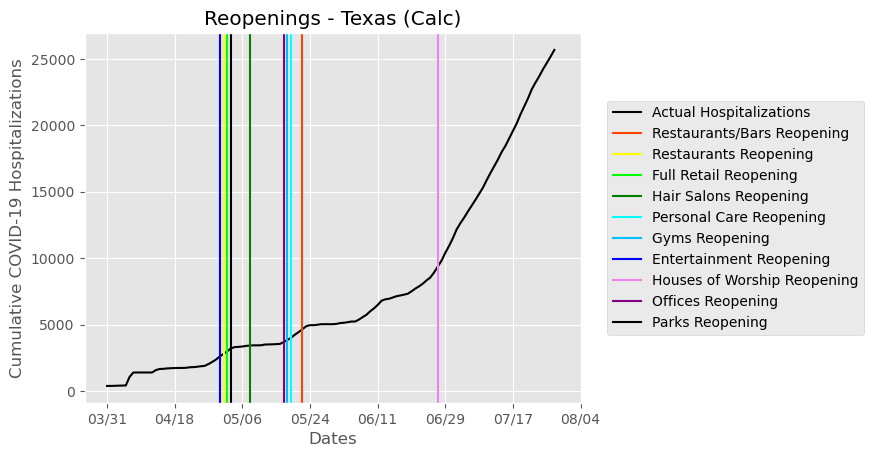 Reopenings - Texas (Calc)
Cumulative COVID-19 Hospitalizations
25000
20000
15000
10000
5000
0
03/31 04/18 05/06 05/24 06/11 06/29 07/17 08/04
Dates
Actual Hospitalizations
Restaurants/Bars Reopening
Restaurants Reopening
Full Retail Reopening
Hair Salons Reopening
Personal Care Reopening
Gyms Reopening
Entertainment Reopening
Houses of Worship Reopening
Offices Reopening
Parks Reopening